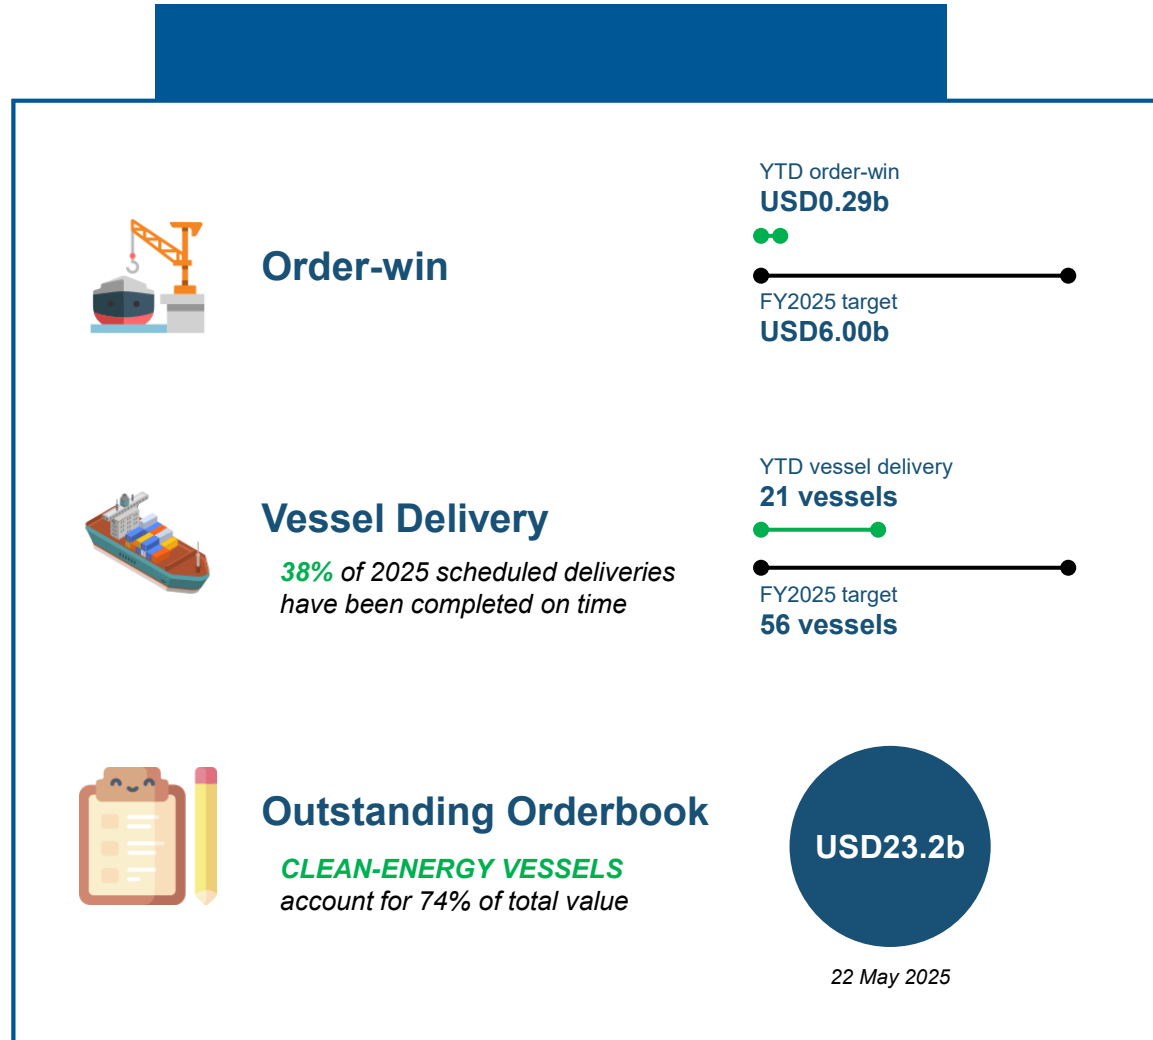 Order-win
YTD order-win
USD0.29b
FY2025 target
USD6.00b
Vessel Delivery
38% of 2025 scheduled deliveries
have been completed on time
YTD vessel delivery
21 vessels
FY2025 target
56 vessels
Outstanding Orderbook
CLEAN-ENERGY VESSELS
account for 74% of total value
USD23.2b
22 May 2025